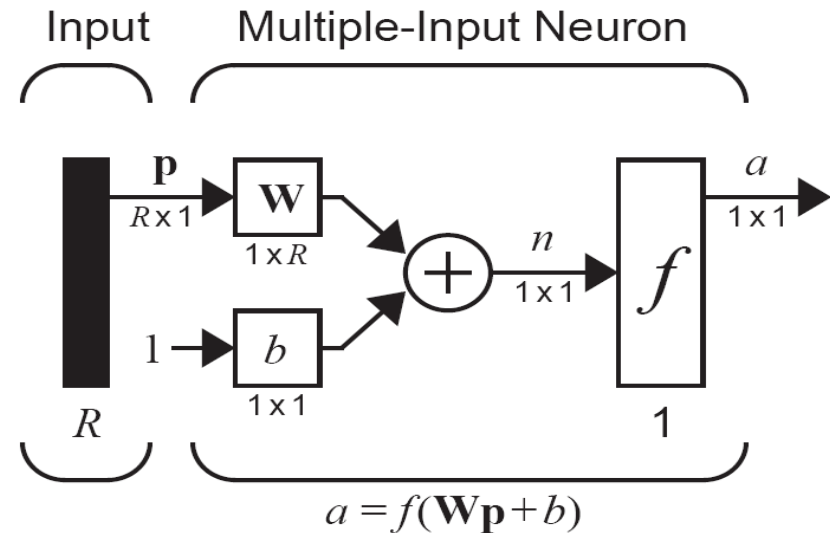 Input Multiple-Input Neuron
p a
W
R x 1 1 x 1
1 x R n
+ f
1 x 1
1 b
1 x 1
R 1
a = f(Wp + b)